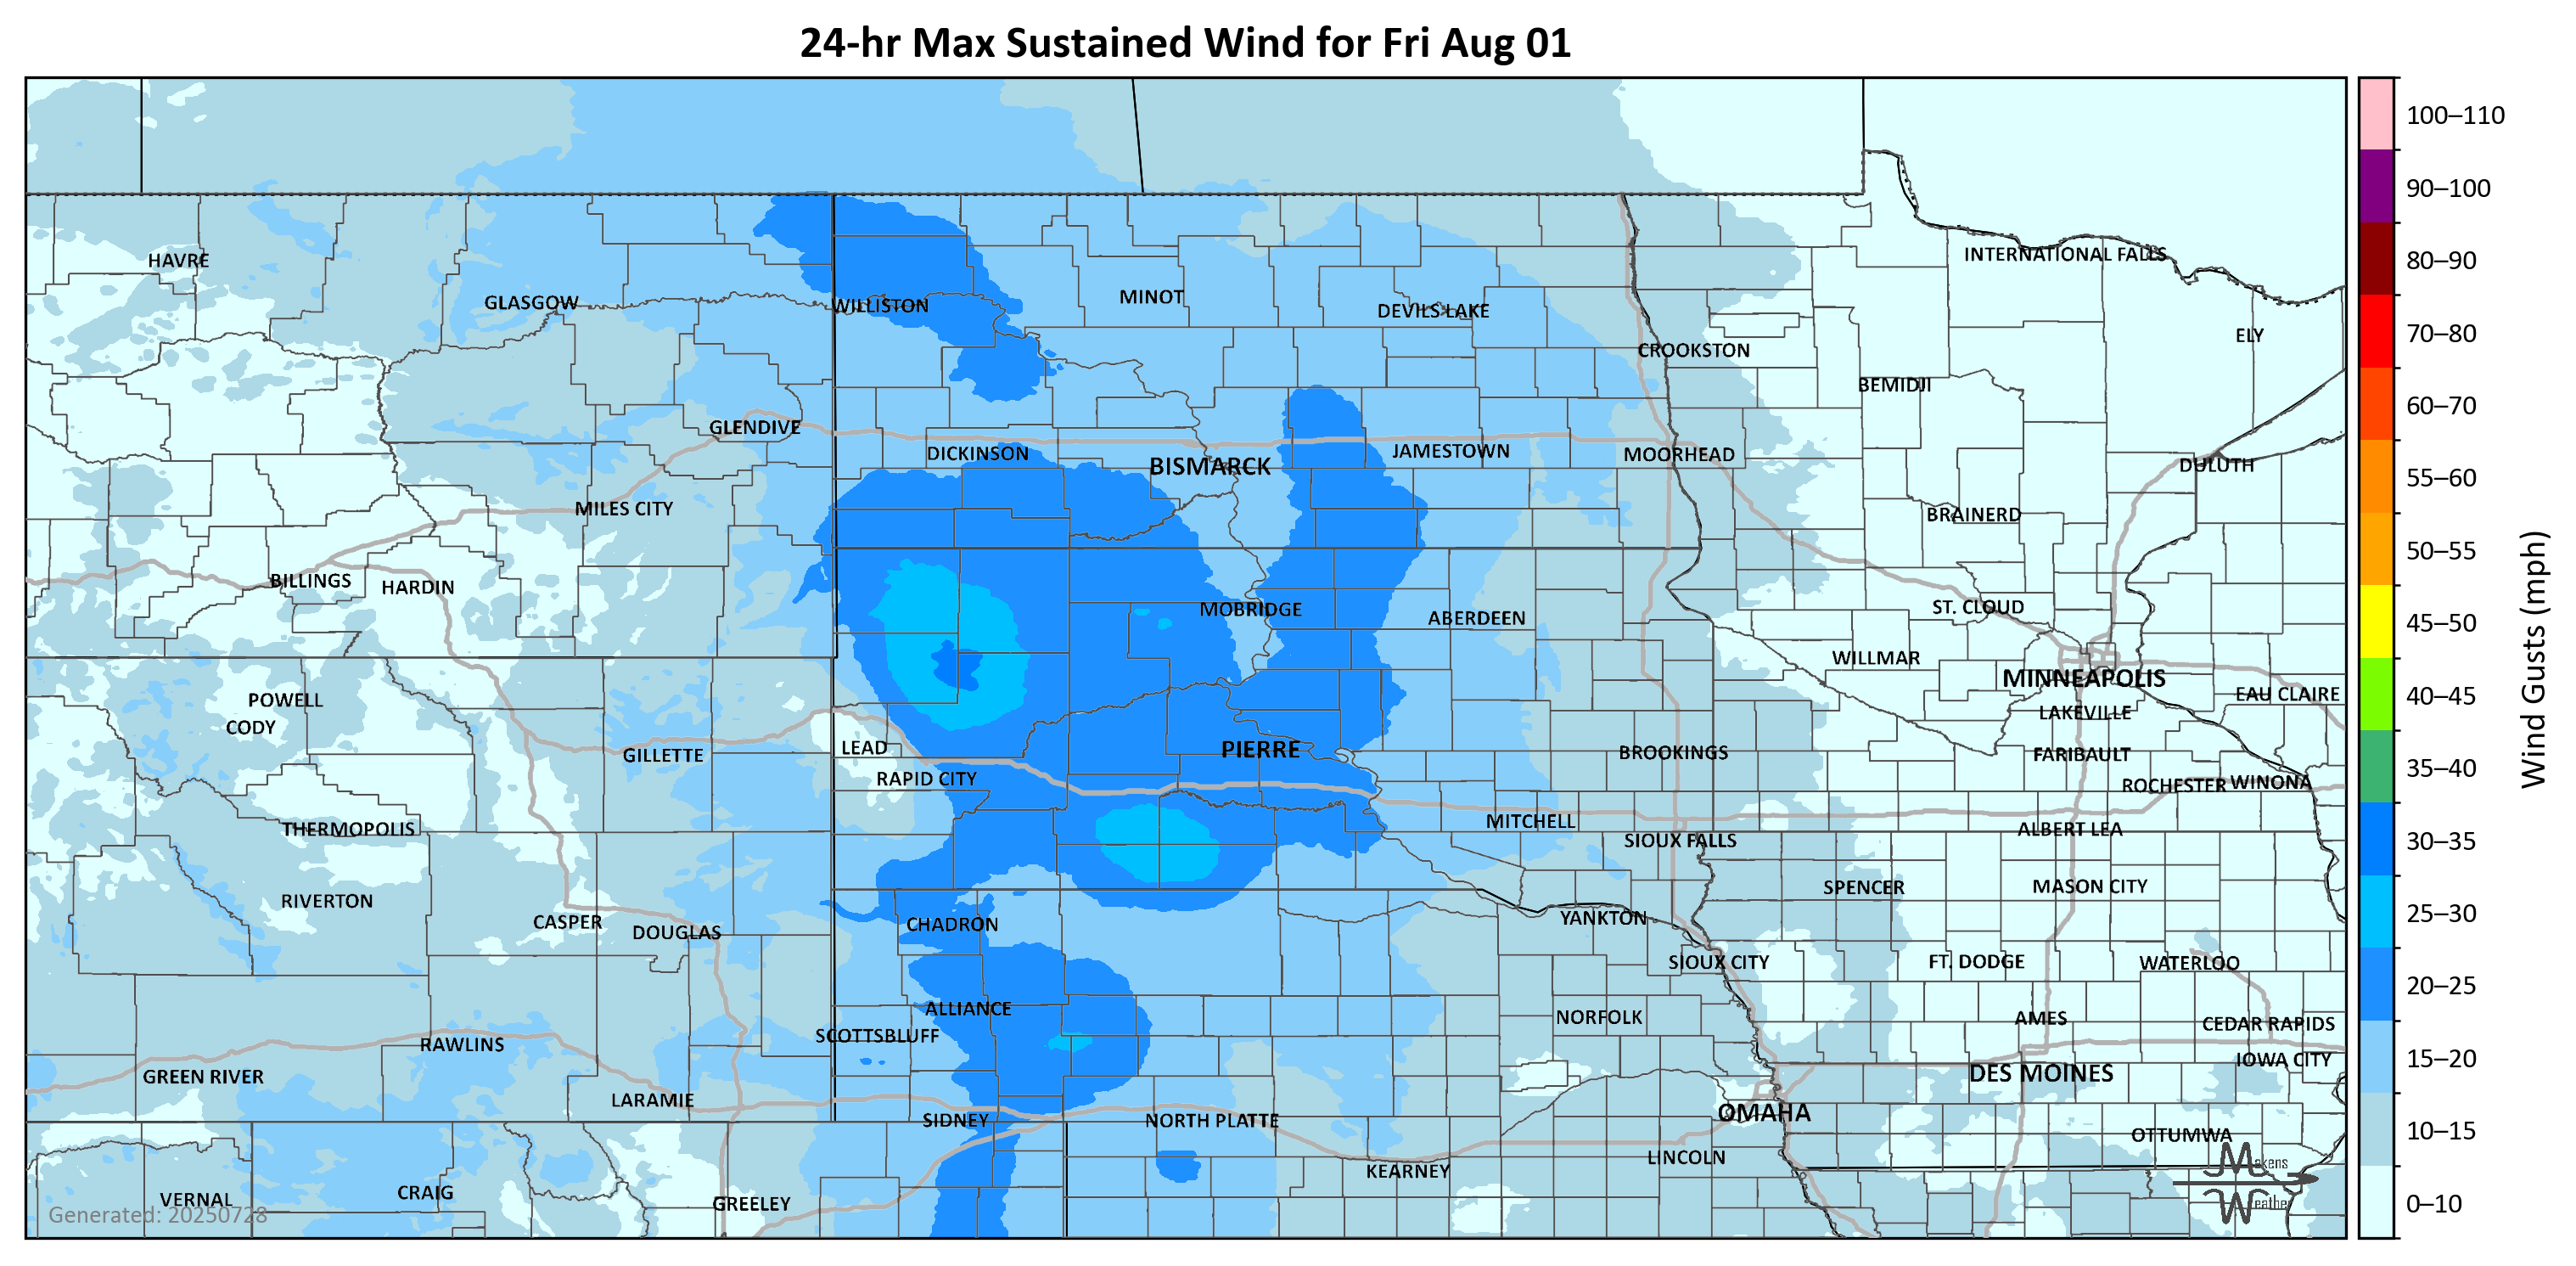 24-hr Max Sustained Wind for Fri Aug 01
100–110
90–100
80–90
70–80
60–70
55–60
50–55
45–50
40–45
35–40
30–35
25–30
20–25
15–20
10–15
0–10
Wind Gusts (mph)
INTERNATIONAL FALLS
HAVRE
GLASGOW
WILLISTON
MINOT
DEVILS LAKE
ELY
CROOKSTON
BEMIDJI
GLENDIVE
DICKINSON
BISMARCK
JAMESTOWN
MOORHEAD
DULUTH
MILES CITY
BRAINERD
BILLINGS
HARDIN
MOBRIDGE
ABERDEEN
ST. CLOUD
WILLMAR
MINNEAPOLIS
EAU CLAIRE
POWELL
CODY
LAKEVILLE
GILLETTE
LEAD
PIERRE
BROOKINGS
FARIBAULT
RAPID CITY
ROCHESTER
WINONA
THERMOPOLIS
MITCHELL
SIOUX FALLS
ALBERT LEA
RIVERTON
SPENCER
MASON CITY
CASPER
DOUGLAS
CHADRON
YANKTON
SIOUX CITY
FT. DODGE
WATERLOO
ALLIANCE
NORFOLK
AMES
CEDAR RAPIDS
SCOTTSBLUFF
RAWLINS
IOWA CITY
GREEN RIVER
DES MOINES
LARAMIE
SIDNEY
NORTH PLATTE
OMAHA
OTTUMWA
KEARNEY
LINCOLN
VERNAL
CRAIG
GREELEY
Generated: 20250728
Makens
Weather